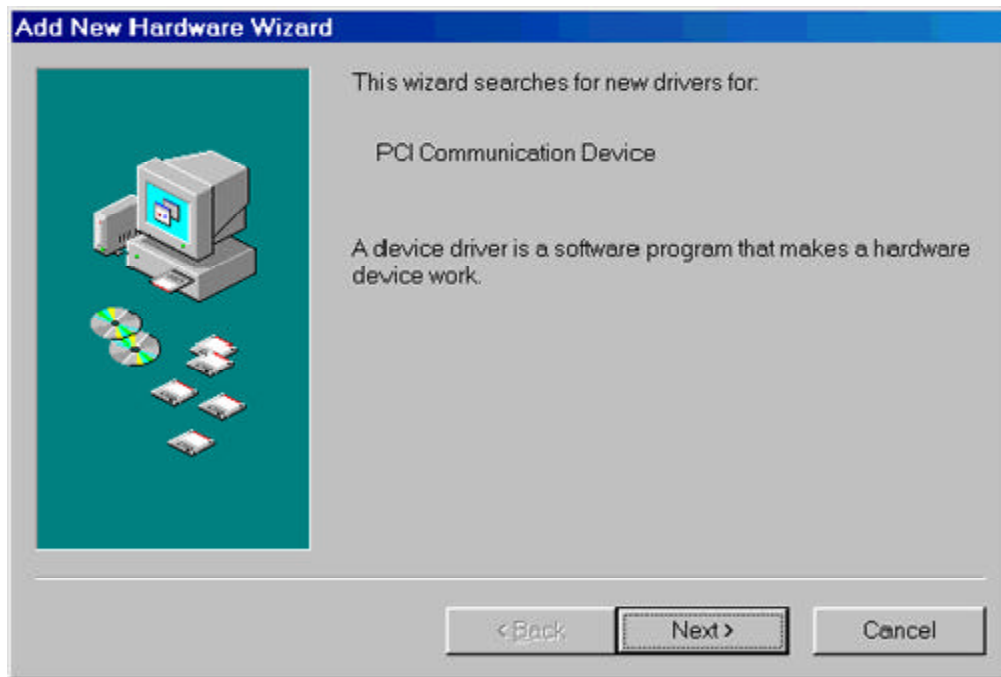 Add New Hardware Wizard
This wizard searches for new drivers for:
PCI Communication Device
A device driver is a software program that makes a hardware
device work.
< Back
Next >
Cancel